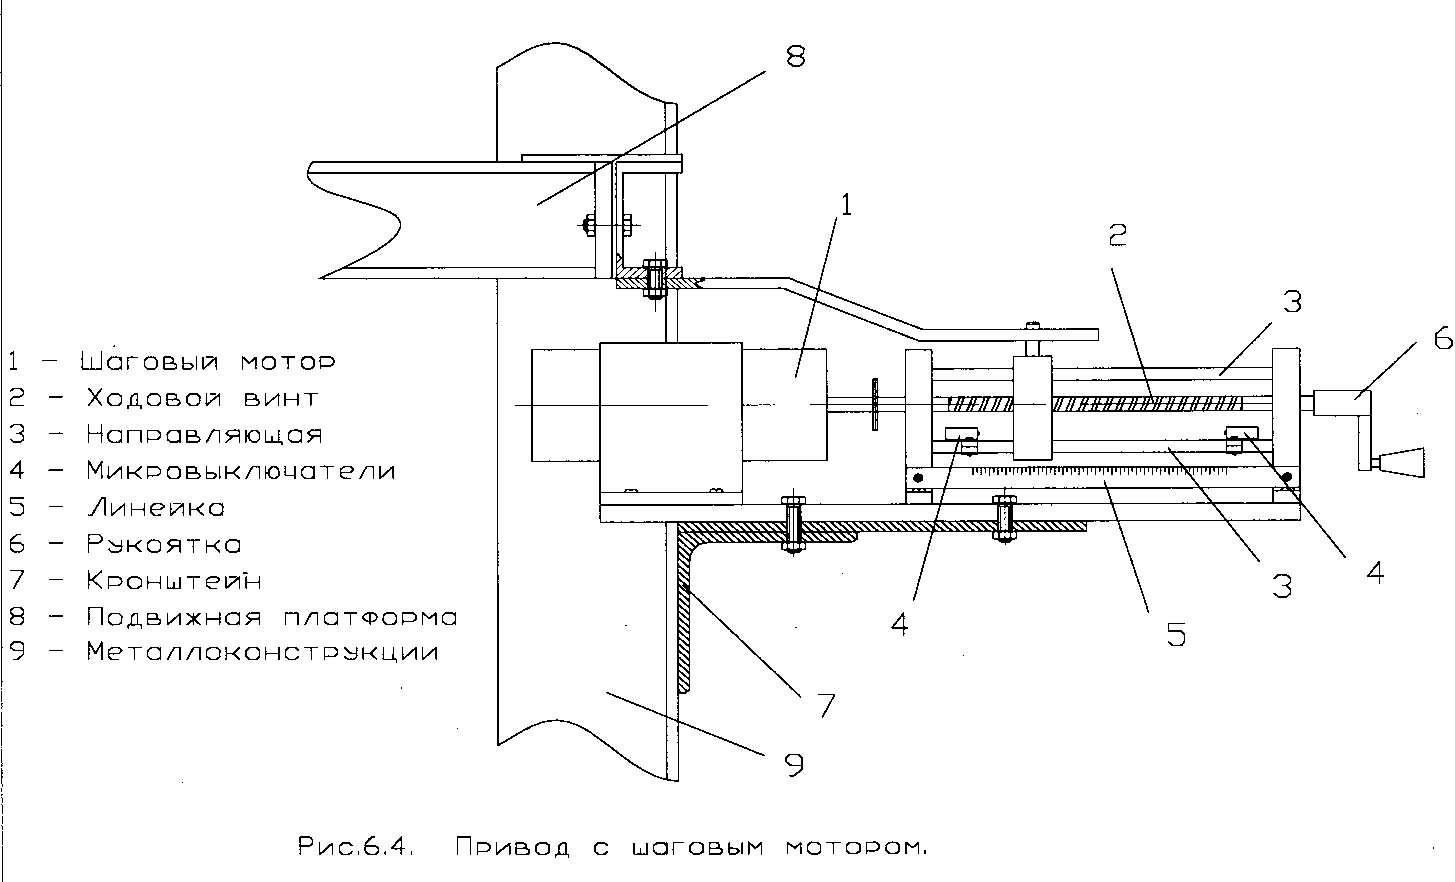 8
1
2
3
6
1 – Шаговый мотор
2 – Ходовой винт
3 – Направляющая
4 – Микровыключатели
5 – Линейка
6 – Рукоятка
7 – Кронштейн
8 – Подвижная платформа
9 – Металлоконструкции
4
5
3
4
7
9
Рис.6.4. Привод с шаговым мотором.